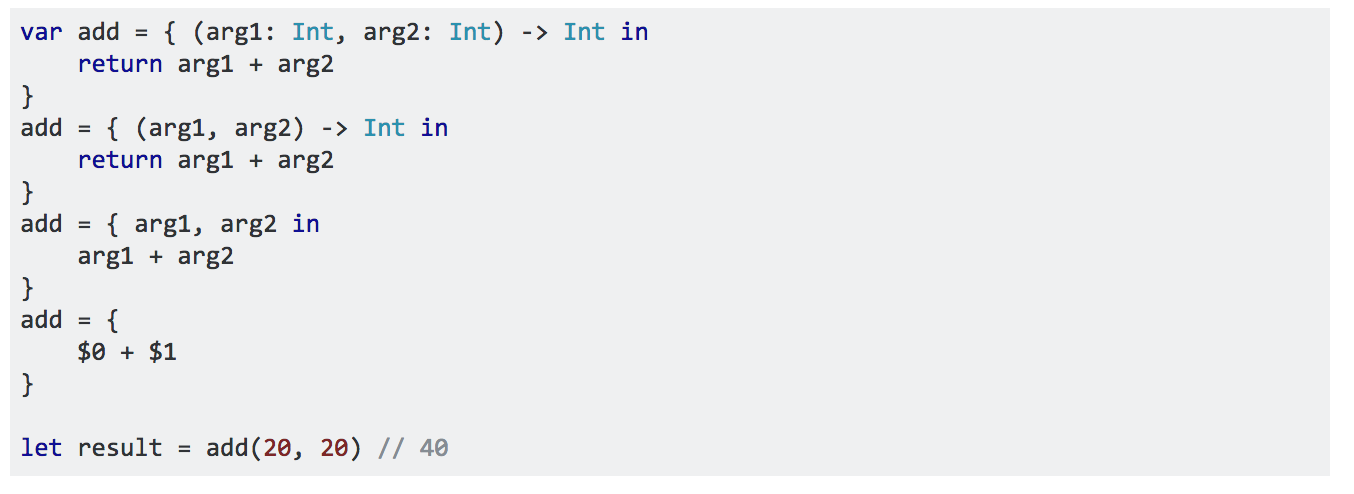 var add = { (arg1: Int, arg2: Int) -> Int in
    return arg1 + arg2
}
add = { (arg1, arg2) -> Int in
    return arg1 + arg2
}
add = { arg1, arg2 in
    arg1 + arg2
}
add = {
    $0 + $1
}

let result = add(20, 20) // 40